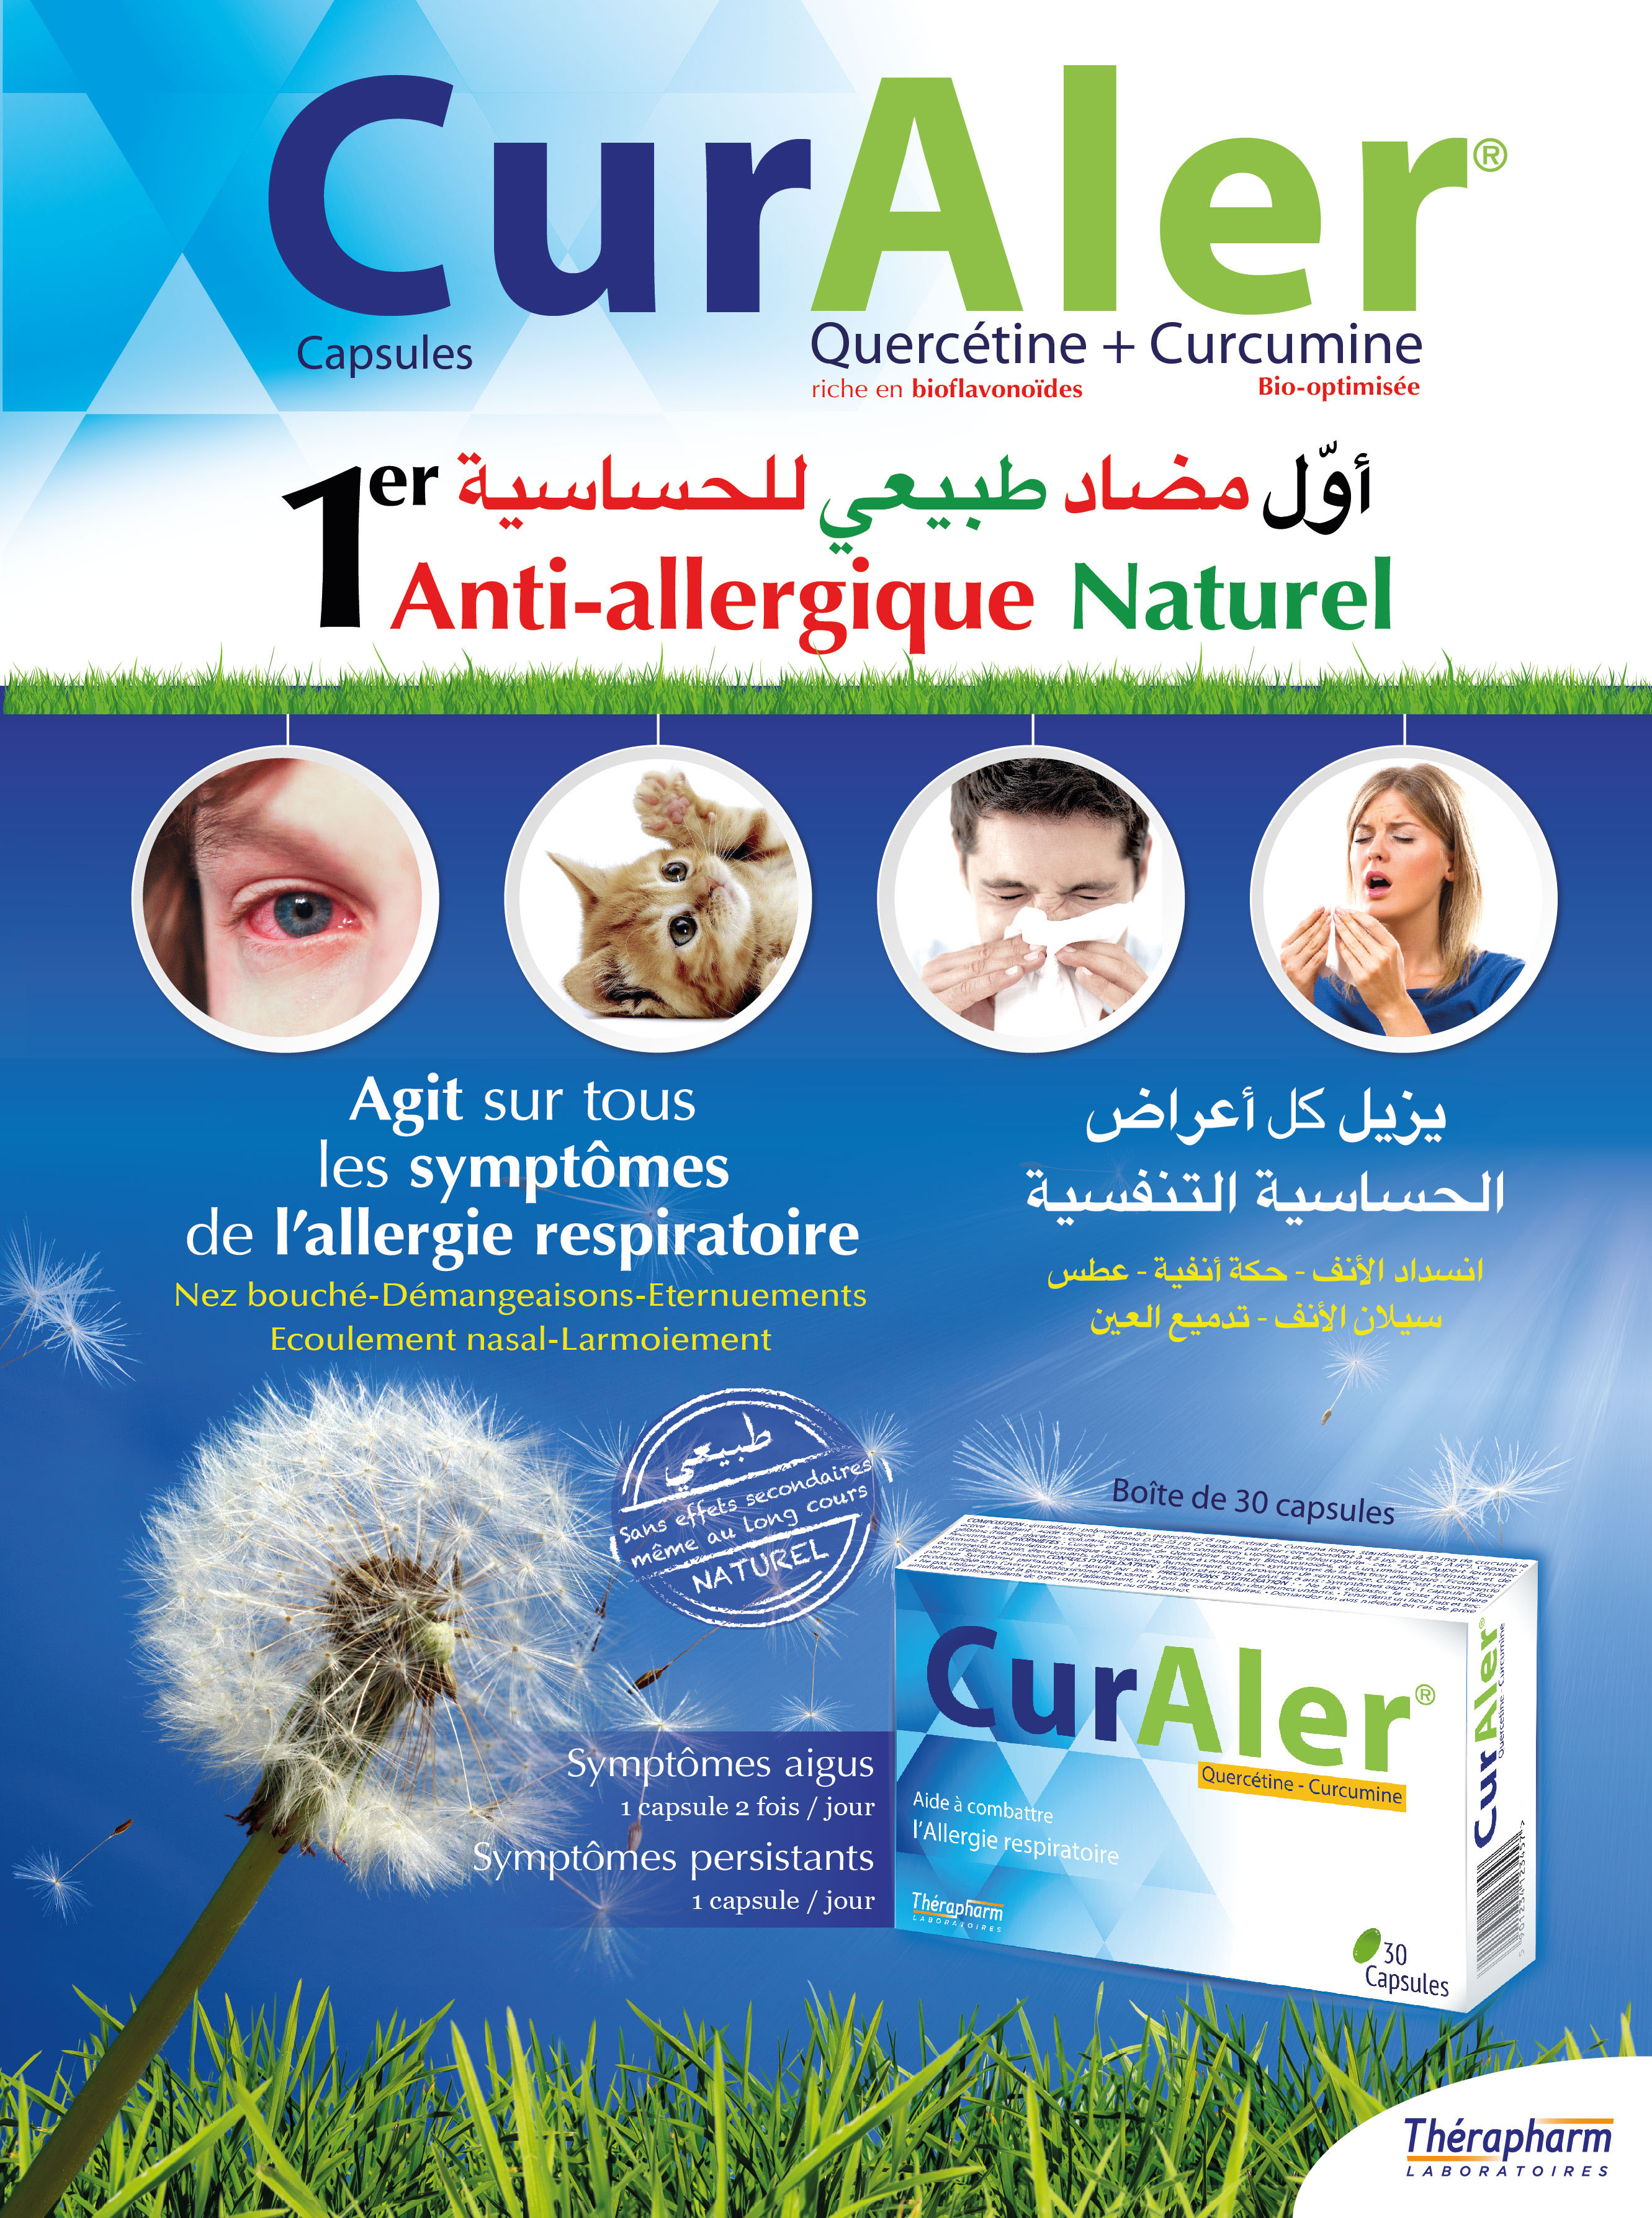 CurAler®
Capsules
Quercétine + Curcumine
riche en bioflavonoïdes
Bio-optimisée
أوّل مضاد طبيعي للحساسية
1er
Anti-allergique Naturel
Agit sur tous
les symptômes
de l'allergie respiratoire
Nez bouché-Démangeaisons-Eternuements
Ecoulement nasal-Larmoiement
يزيل كل أعراض
الحساسية التنفسية
انسداد الأنف - حكة أنفية - عطس
سيلان الأنف - تدميع العين
طبيعي
Sans effets secondaires
même au long cours
NATUREL
Boîte de 30 capsules
CurAler®
Quercétine - Curcumine
Aide à combattre
l'Allergie respiratoire
Thérapharm
LABORATOIRES
30
Capsules
CurAler®
Quercétine - Curcumine
Symptômes aigus
1 capsule 2 fois / jour
Symptômes persistants
1 capsule / jour
Thérapharm
LABORATOIRES